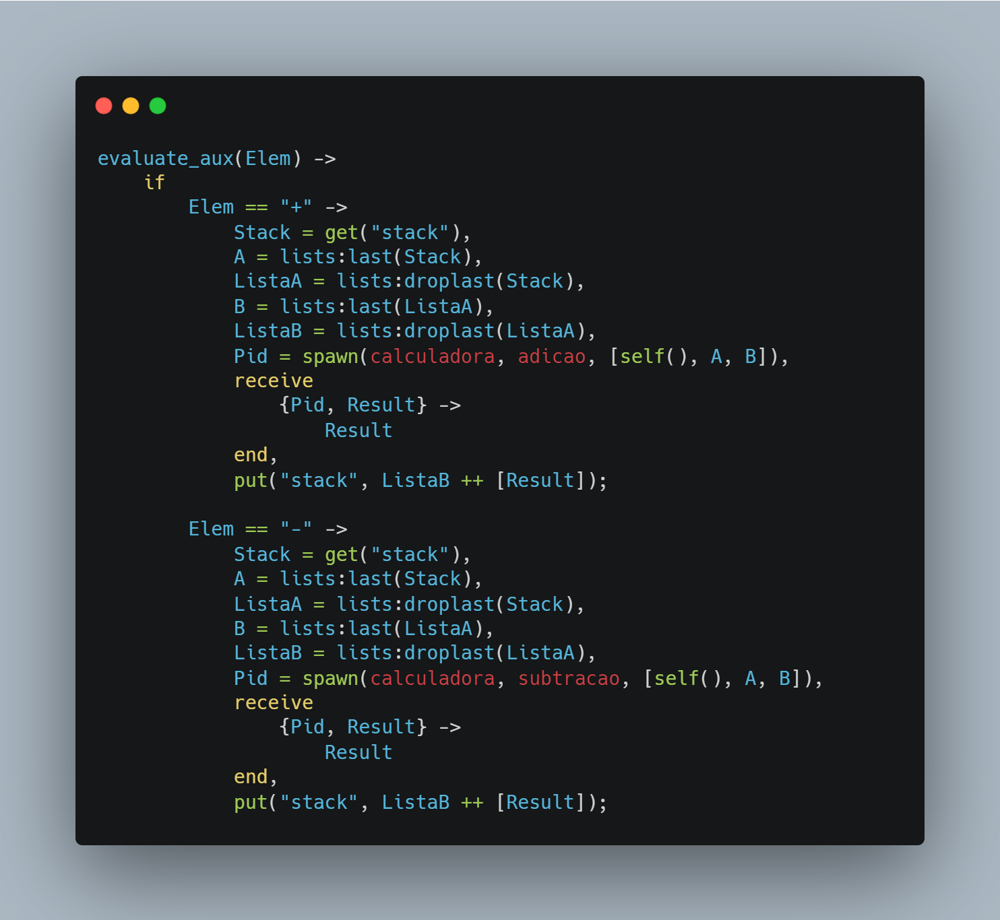 evaluate_aux(Elem) ->
    if
        Elem == "+" ->
            Stack = get("stack"),
            A = lists:last(Stack),
            ListaA = lists:droplast(Stack),
            B = lists:last(ListaA),
            ListaB = lists:droplast(ListaA),
            Pid = spawn(calculadora, adicao, [self(), A, B]),
            receive
                {Pid, Result} ->
                    Result
            end,
            put("stack", ListaB ++ [Result]);

        Elem == "-" ->
            Stack = get("stack"),
            A = lists:last(Stack),
            ListaA = lists:droplast(Stack),
            B = lists:last(ListaA),
            ListaB = lists:droplast(ListaA),
            Pid = spawn(calculadora, subtracao, [self(), A, B]),
            receive
                {Pid, Result} ->
                    Result
            end,
            put("stack", ListaB ++ [Result]);